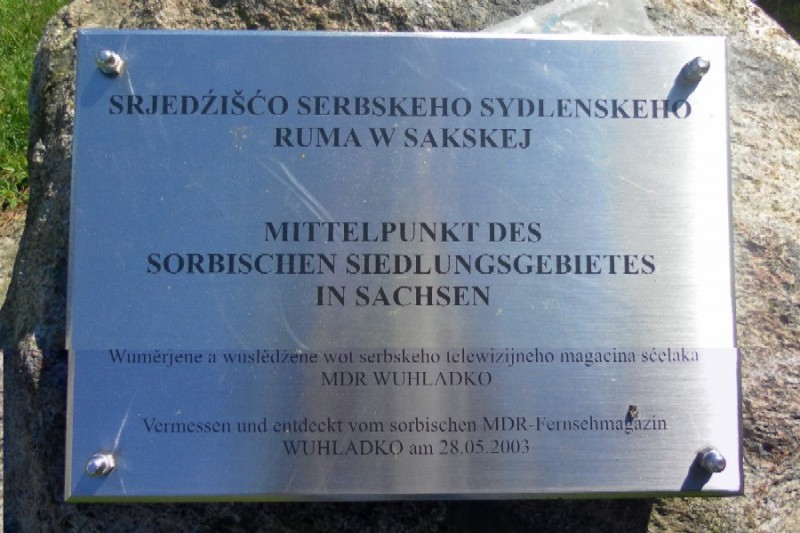 SRJEDŹIŠĆO SERBSKEHO SYDLENSKEHO
RUMA W SAKSKEJ
MITTELPUNKT DES
SORBISCHEN SIEDLUNGSGEBIETES
IN SACHSEN
Wuměrjene a wuslědźene wot serbskeho telewizijneho magacina sćelaka
MDR WUHLADKO
Vermessen und entdeckt vom sorbischen MDR-Fernsehmagazin
WUHLADKO am 28.05.2003